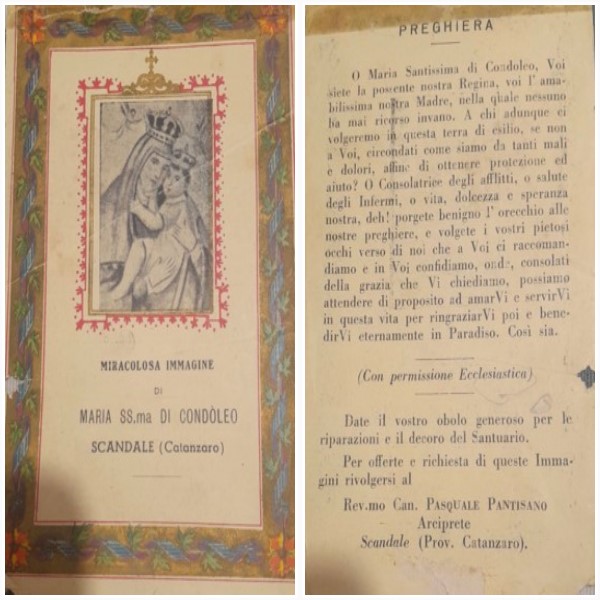 MIRACOLOSA IMMAGINE
DI
MARIA SS.ma DI CONDÒLEO
SCANDALE (Catanzaro)
PREGHIERA
O Maria Santissima di Condoleo, Voi
siete la possente nostra Regina, voi l' ama-
bilissima nostra Madre, nella quale nessuno
ha mai ricorso invano. A chi adunque ci
volgeremo in questa terra di esilio, se non
a Voi, circondati come siamo da tanti mali
e dolori, affine di ottenere protezione ed
aiuto? O Consolatrice degli afflitti, o salute
degli Infermi, o vita, dolcezza e speranza
nostra, deh! porgete benigno l' orecchio alle
nostre preghiere, e volgete i vostri pietosi
occhi verso di noi che a Voi ci raccoman-
diamo e in Voi confidiamo, onde, consolati
della grazia che Vi chiediamo, possiamo
attendere di proposito ad amarVi e servirVi
in questa vita per ringraziarVi poi e bene-
dirVi eternamente in Paradiso. Così sia.
(Con permissione Ecclesiastica)
Date il vostro obolo generoso per le
riparazioni e il decoro del Santuario.
Per offerte e richiesta di queste Imma-
gini rivolgersi al
Rev.mo Can. PASQUALE PANTISANO
Arciprete
Scandale (Prov. Catanzaro).